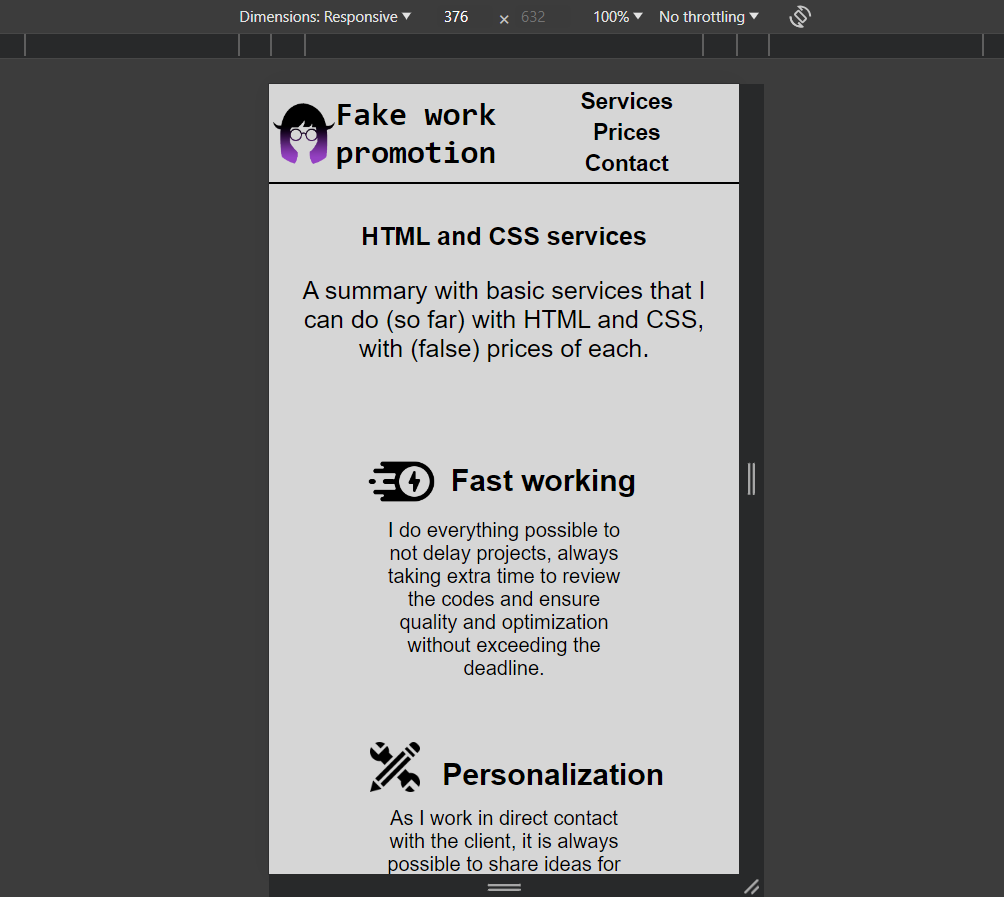 Dimensions: Responsive 376 × 632 100% No throttling
Fake work
promotion
Services
Prices
Contact
HTML and CSS services
A summary with basic services that I
can do (so far) with HTML and CSS,
with (false) prices of each.
Fast working
I do everything possible to
not delay projects, always
taking extra time to review
the codes and ensure
quality and optimization
without exceeding the
deadline.
Personalization
As I work in direct contact
with the client, it is always
possible to share ideas for